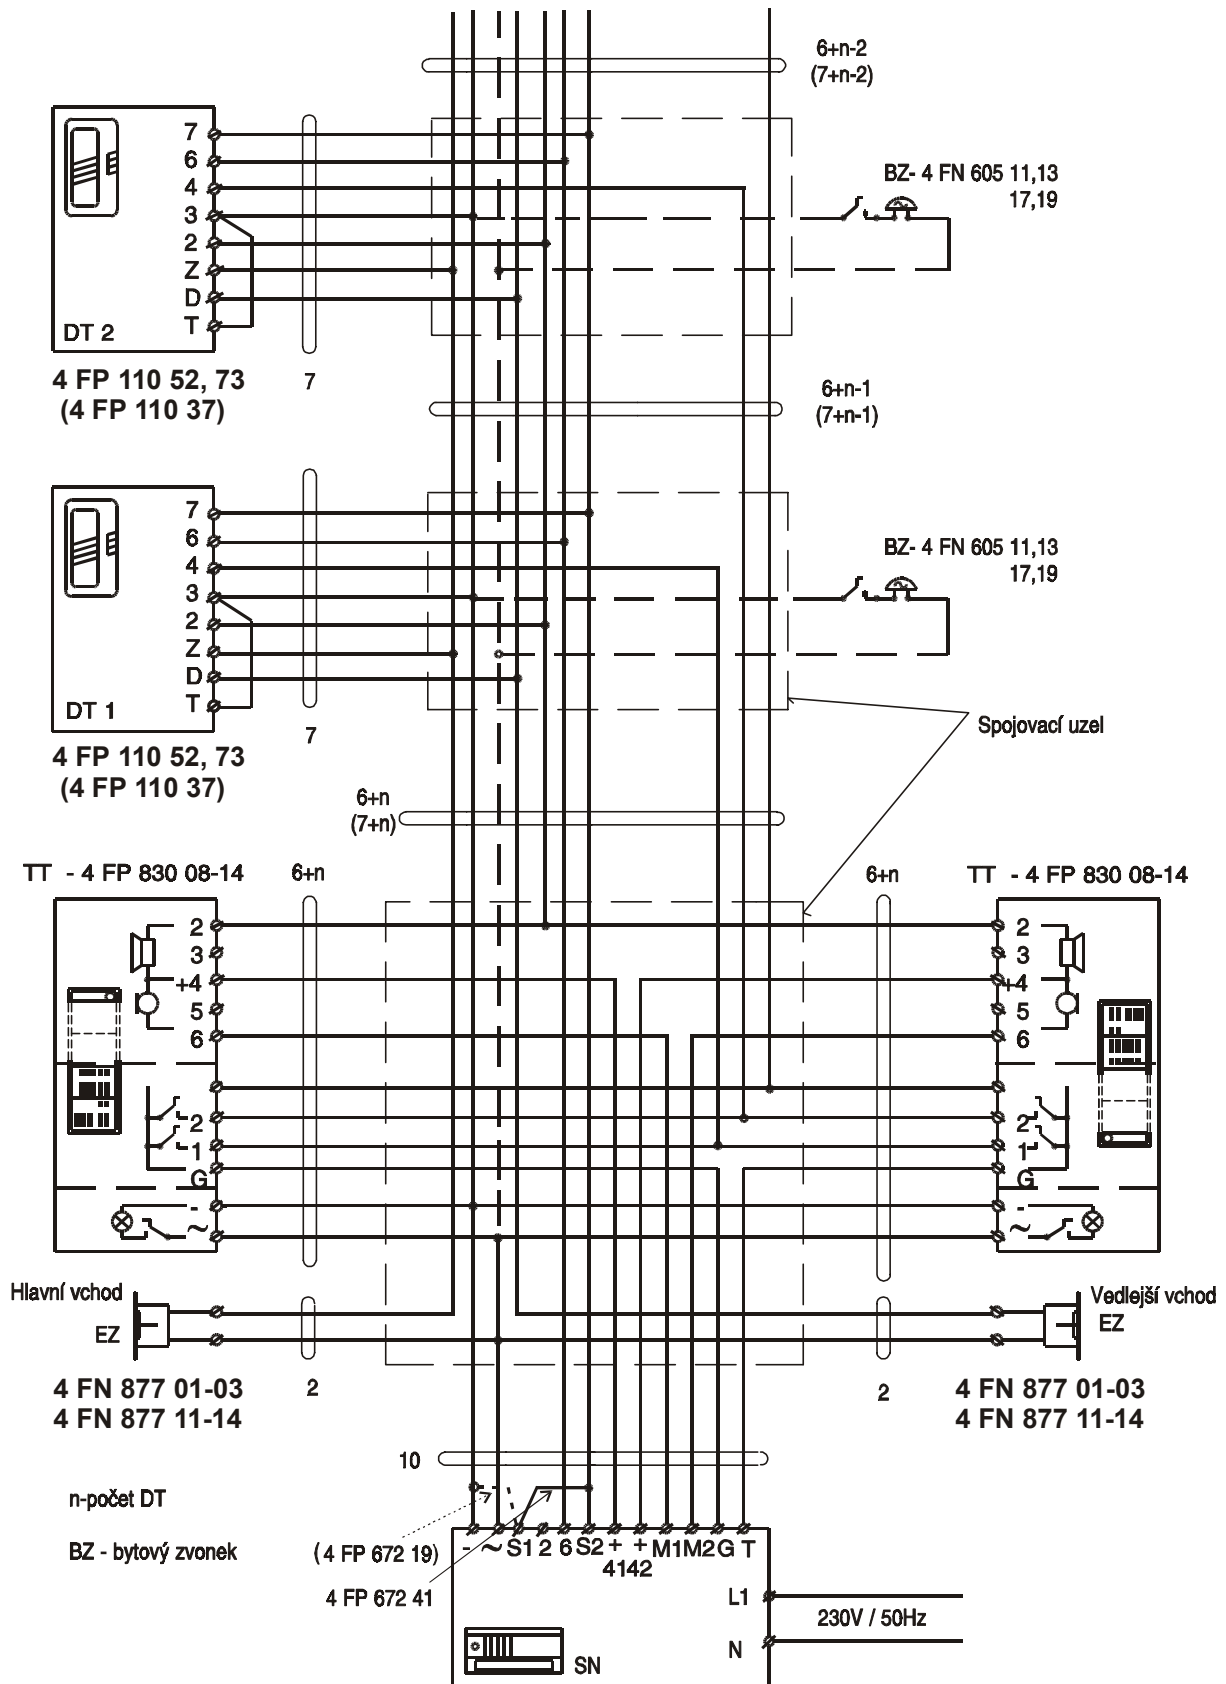 6+n-2
(7+n-2)
7
6
4
3
2
Z
D
T
DT 2
BZ- 4 FN 605 11,13
17,19
4 FP 110 52, 73
(4 FP 110 37)
7
6+n-1
(7+n-1)
7
6
4
3
2
Z
D
T
DT 1
BZ- 4 FN 605 11,13
17,19
4 FP 110 52, 73
(4 FP 110 37)
7
Spojovací uzel
6+n
(7+n)
TT - 4 FP 830 08-14
6+n
6+n
TT - 4 FP 830 08-14
2
3
+4
5
6
2
1
G
-
~
2
3
+4
5
6
2
1
G
-
~
Hlavní vchod
EZ
Vedlejší vchod
EZ
4 FN 877 01-03
4 FN 877 11-14
2
2
4 FN 877 01-03
4 FN 877 11-14
10
n-počet DT
BZ - bytový zvonek
(4 FP 672 19)
4 FP 672 41
- ~ S1 2 6 S2 + + M1 M2 G T
4142
L1
230V / 50Hz
N
SN